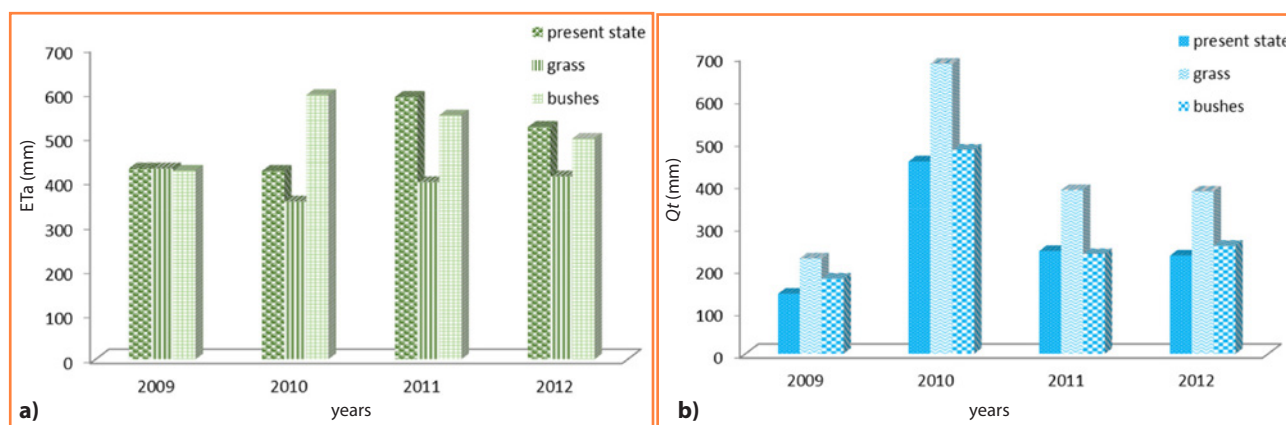 present state
grass
bushes
700
600
500
400
300
200
100
0
ETa (mm)
2009 2010 2011 2012
years
a)
present state
grass
bushes
700
600
500
400
300
200
100
0
Qt (mm)
2009 2010 2011 2012
years
b)